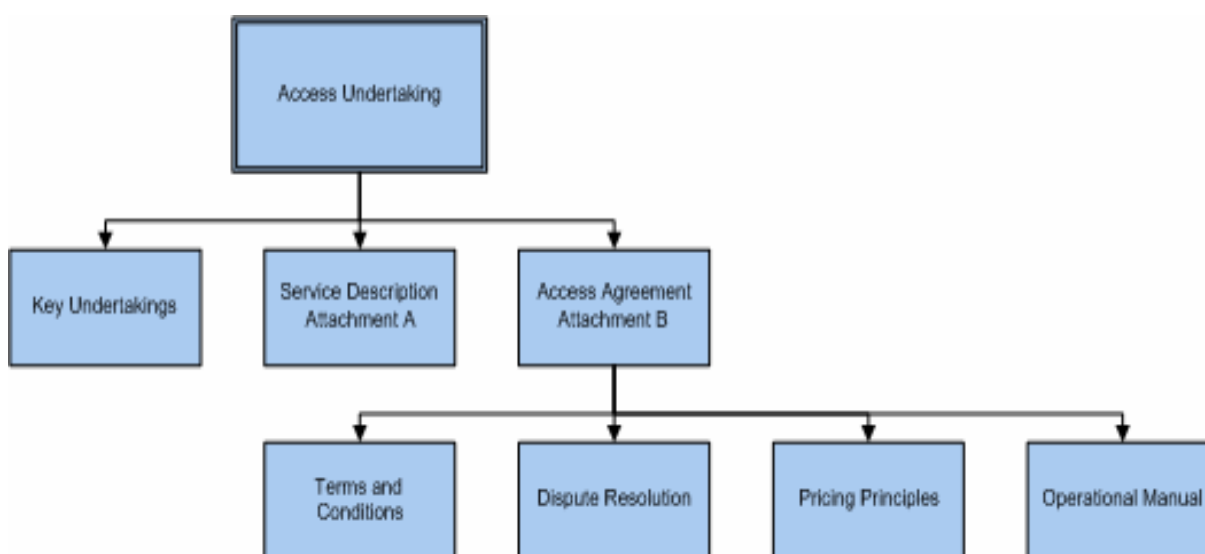 Access Undertaking
Key Undertakings
Service Description
Attachment A
Access Agreement
Attachment B
Terms and
Conditions
Dispute Resolution
Pricing Principles
Operational Manual